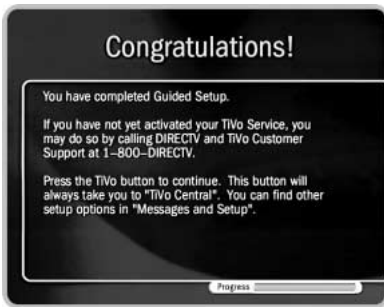 Congratulations!
You have completed Guided Setup.
If you have not yet activated your TiVo Service, you
may do so by calling DIRECTV and TiVo Customer
Support at 1–800–DIRECTV.
Press the TiVo button to continue. This button will
always take you to "TiVo Central". You can find other
setup options in "Messages and Setup".
Progress